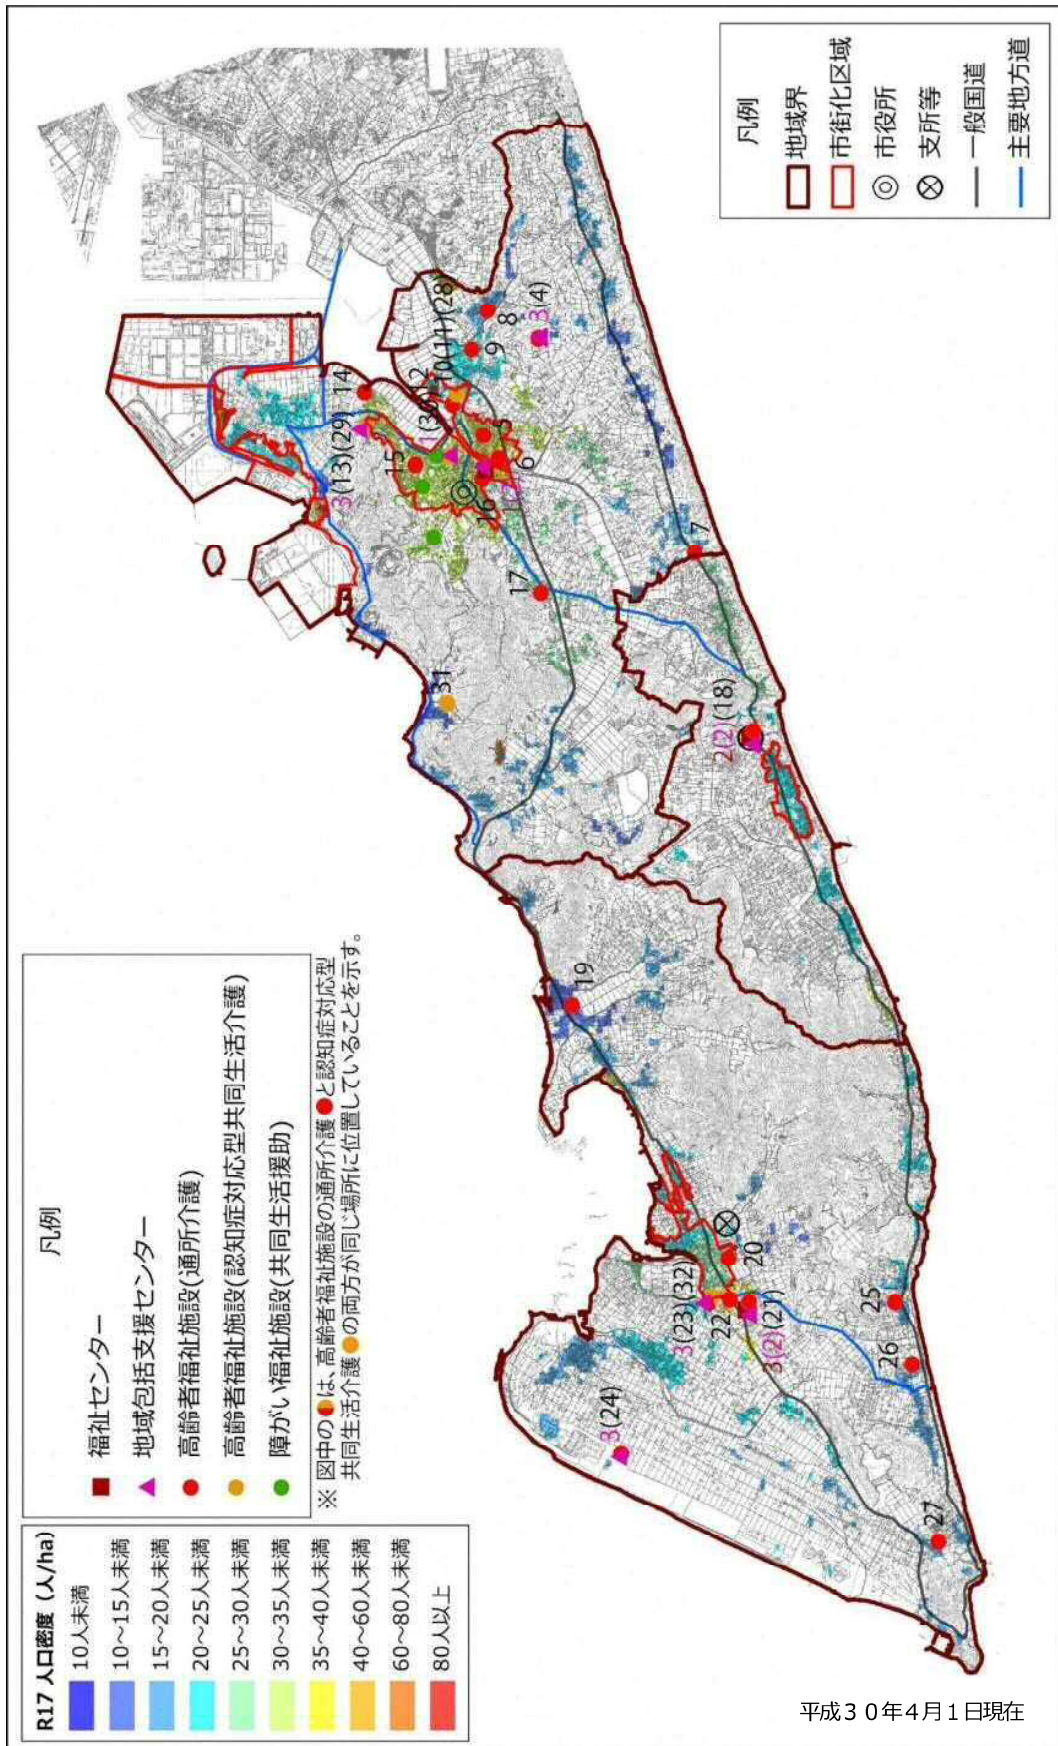 凡例
地域界
市街化区域
市役所
支所等
一般国道
主要地方道
凡例
福祉センター
地域包括支援センター
高齢者福祉施設(通所介護)
高齢者福祉施設(認知症対応型共同生活介護)
障がい福祉施設(共同生活援助)
※ 図中の は、高齢者福祉施設の通所介護 と認知症対応型
共同生活介護 の両方が同じ場所に位置していることを示す。
R17 人口密度 (人/ha)
10人未満
10~15人未満
15~20人未満
20~25人未満
25~30人未満
30~35人未満
35~40人未満
40~60人未満
60~80人未満
80人以上
3(24)
27
26
25
3(23)(32)
22
3(2)(21)
20
19
31
2(2)(18)
17
7
16
6
5
15
3(13)(29)
14
1(30)
12
10(11)(28)
9
8
3(4)
平成30年4月1日現在